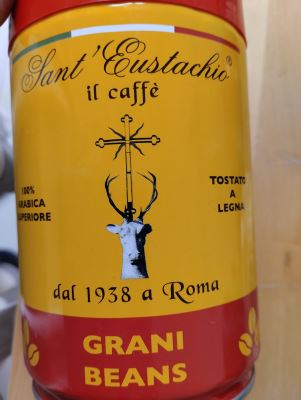 Sant'Eustachio®
il caffè
100%
ARABICA
SUPERIORE
TOSTATO
A
LEGNA
dal 1938 a Roma
GRANI
BEANS